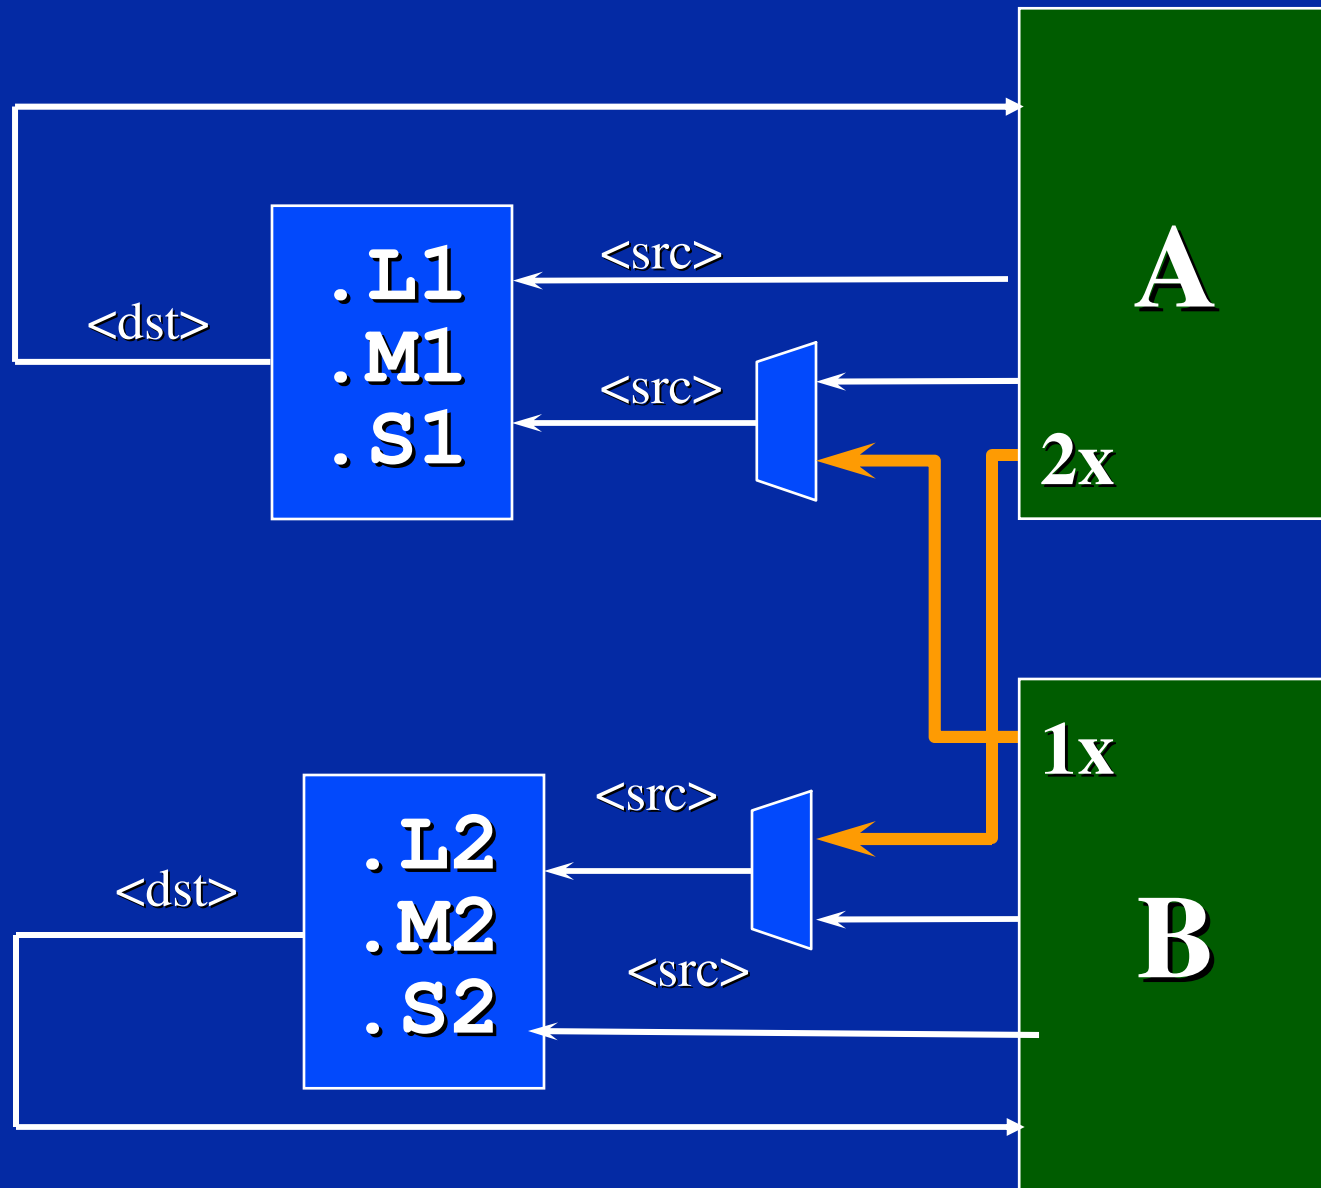 <src>
.L1
A
<dst>
.M1
<src>
.S1
2x
1x
<src>
.L2
<dst>
.M2
B
<src>
.S2